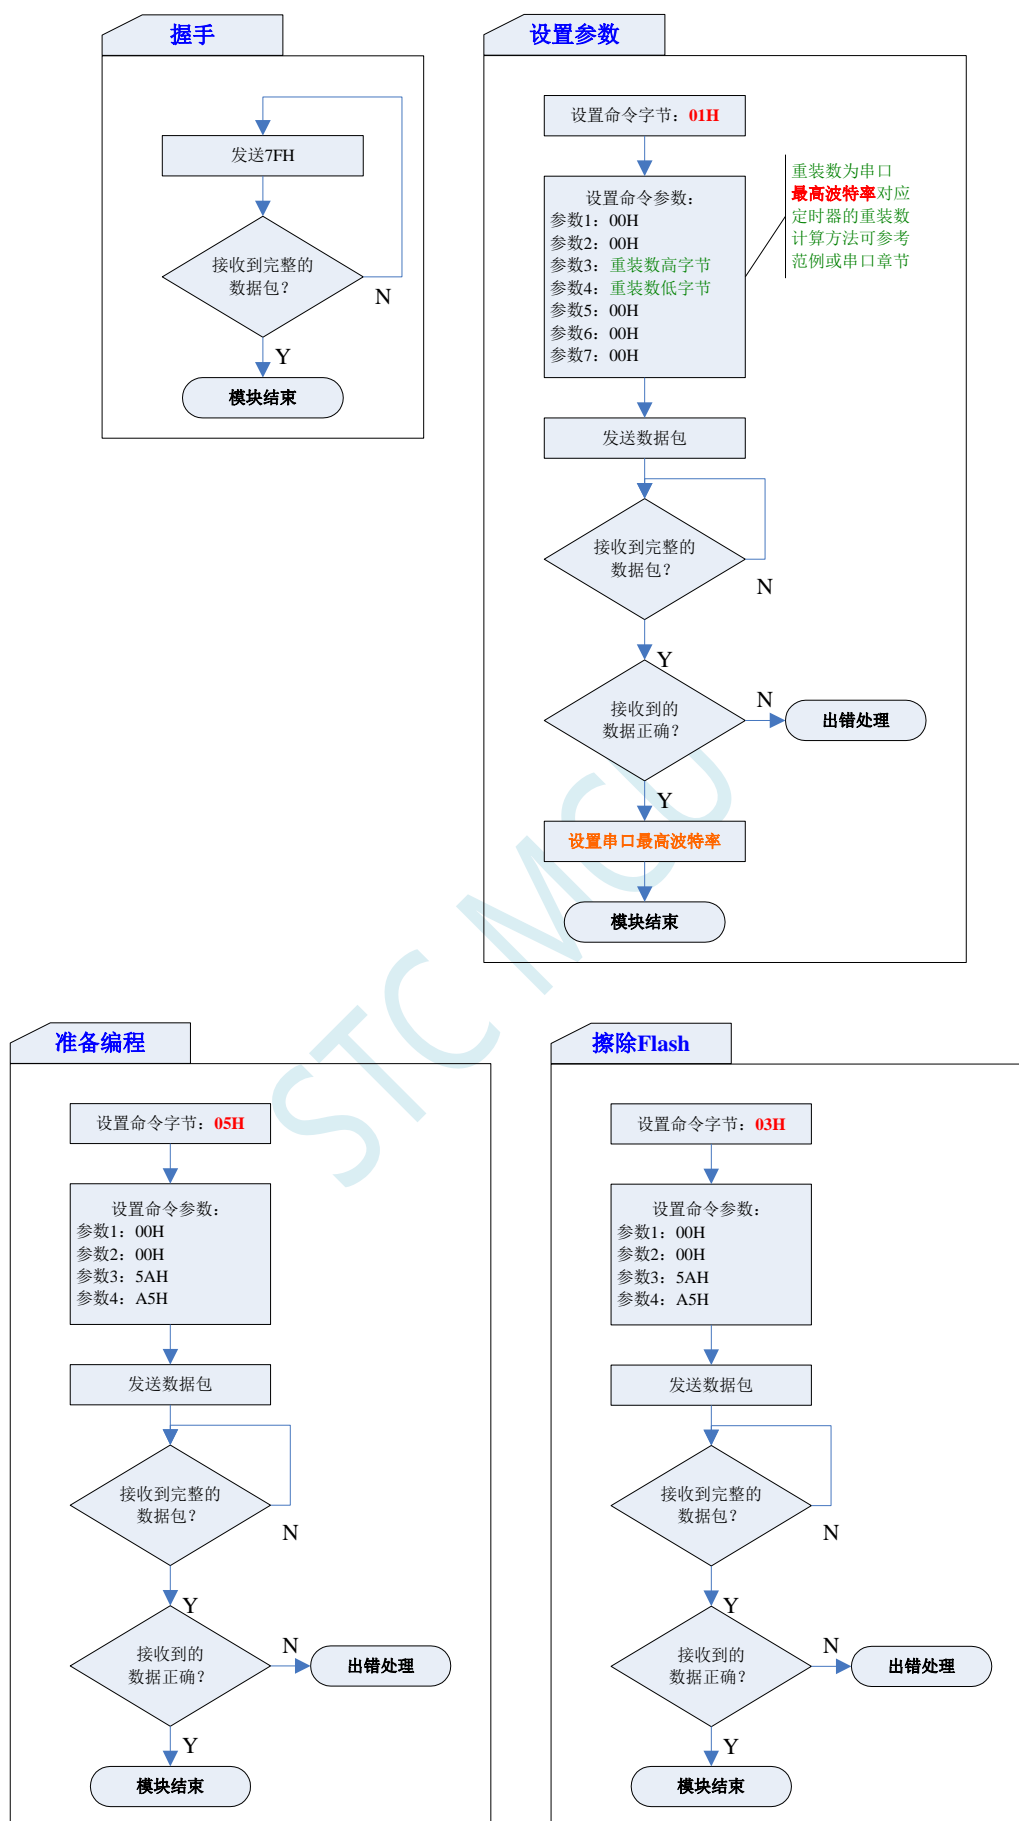 握手
发送7FH
接收到完整的
数据包？
N
Y
模块结束
设置参数
设置命令字节：01H
设置命令参数：
参数1：00H
参数2：00H
参数3：重装数高字节
参数4：重装数低字节
参数5：00H
参数6：00H
参数7：00H
重装数为串口
最高波特率对应
定时器的重装数
计算方法可参考
范例或串口章节
发送数据包
接收到完整的
数据包？
N
Y
接收到的
数据正确？
N
出错处理
Y
设置串口最高波特率
模块结束
STC MCU
准备编程
设置命令字节：05H
设置命令参数：
参数1：00H
参数2：00H
参数3：5AH
参数4：A5H
发送数据包
接收到完整的
数据包？
N
Y
接收到的
数据正确？
N
出错处理
Y
模块结束
擦除Flash
设置命令字节：03H
设置命令参数：
参数1：00H
参数2：00H
参数3：5AH
参数4：A5H
发送数据包
接收到完整的
数据包？
N
Y
接收到的
数据正确？
N
出错处理
Y
模块结束